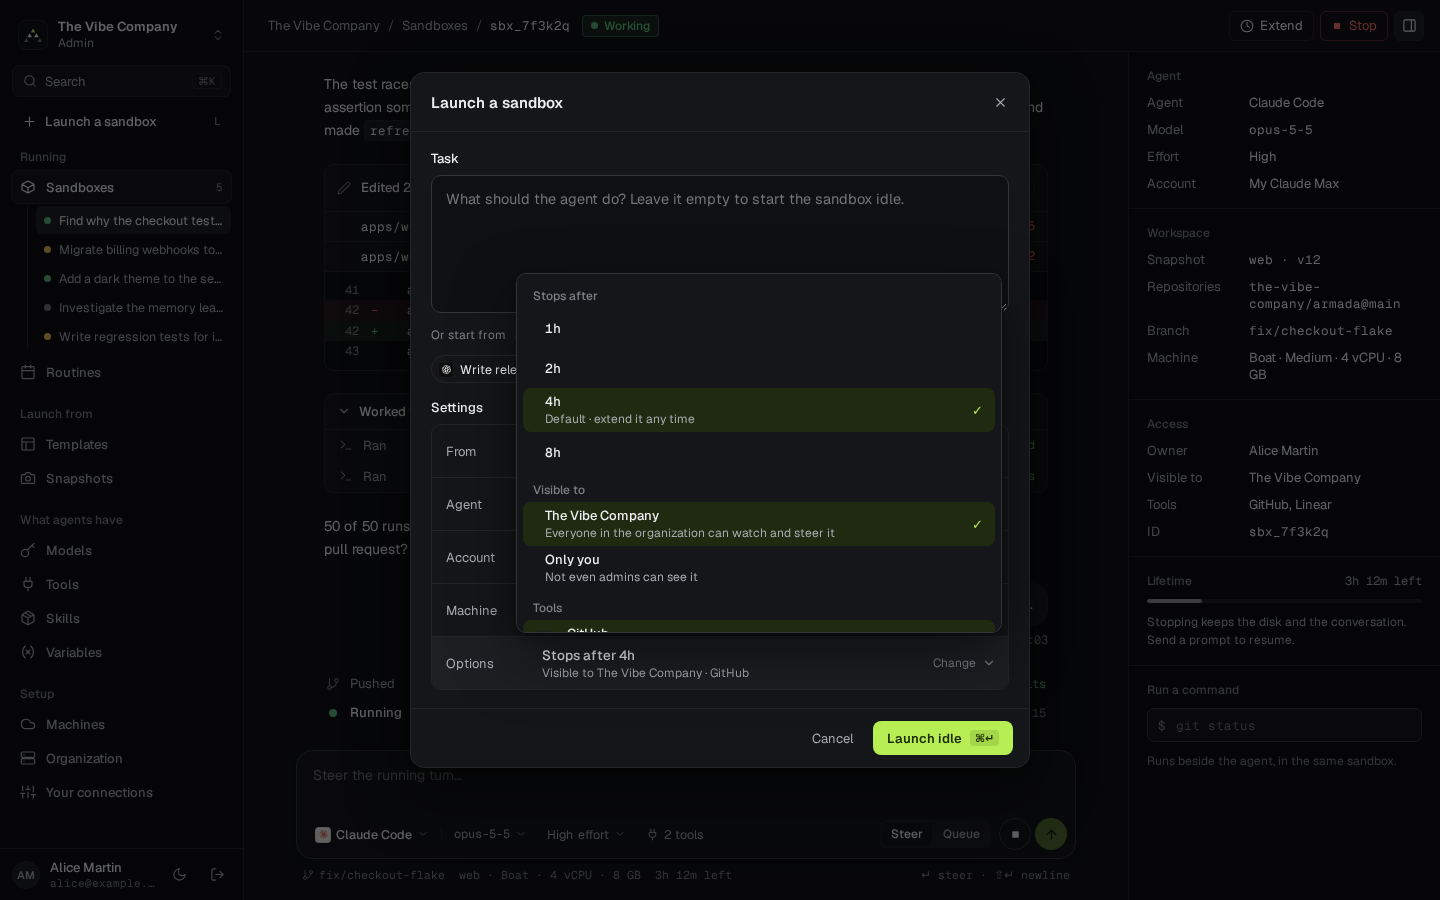 The Vibe Company
Admin
Search
⌘K
Launch a sandbox
L
Running
Sandboxes
5
Find why the checkout test…
Migrate billing webhooks to…
Add a dark theme to the se…
Investigate the memory lea…
Write regression tests for i…
Routines
Launch from
Templates
Snapshots
What agents have
Models
Tools
Skills
Variables
Setup
Machines
Organization
Your connections
AM
Alice Martin
alice@example.…
The Vibe Company / Sandboxes / sbx_7f3k2q
Working
Extend
Stop
The test race
assertion som
nd
made refre
Edited 2
apps/w
5
apps/w
2
41
42 −
42 +
43
Worked
Ran
Ran
50 of 50 runs
pull request?
:03
Pushed
Running
15
Launch a sandbox
Task
What should the agent do? Leave it empty to start the sandbox idle.
Or start from
Write rele
Settings
From
Agent
Account
Machine
Options
Stops after 4h
Visible to The Vibe Company · GitHub
Change
Stops after
1h
2h
4h
Default · extend it any time
✓
8h
Visible to
The Vibe Company
Everyone in the organization can watch and steer it
✓
Only you
Not even admins can see it
Tools
GitHub
Cancel
Launch idle ⌘↵
Steer the running turn…
Claude Code
opus-5-5
High effort
2 tools
Steer
Queue
fix/checkout-flake web · Boat · 4 vCPU · 8 GB 3h 12m left
↵ steer · ⇧↵ newline
Agent
Agent Claude Code
Model opus-5-5
Effort High
Account My Claude Max
Workspace
Snapshot web · v12
Repositories the-vibe-
company/armada@main
Branch fix/checkout-flake
Machine Boat · Medium · 4 vCPU · 8
GB
Access
Owner Alice Martin
Visible to The Vibe Company
Tools GitHub, Linear
ID sbx_7f3k2q
Lifetime 3h 12m left
Stopping keeps the disk and the conversation.
Send a prompt to resume.
Run a command
$ git status
Runs beside the agent, in the same sandbox.